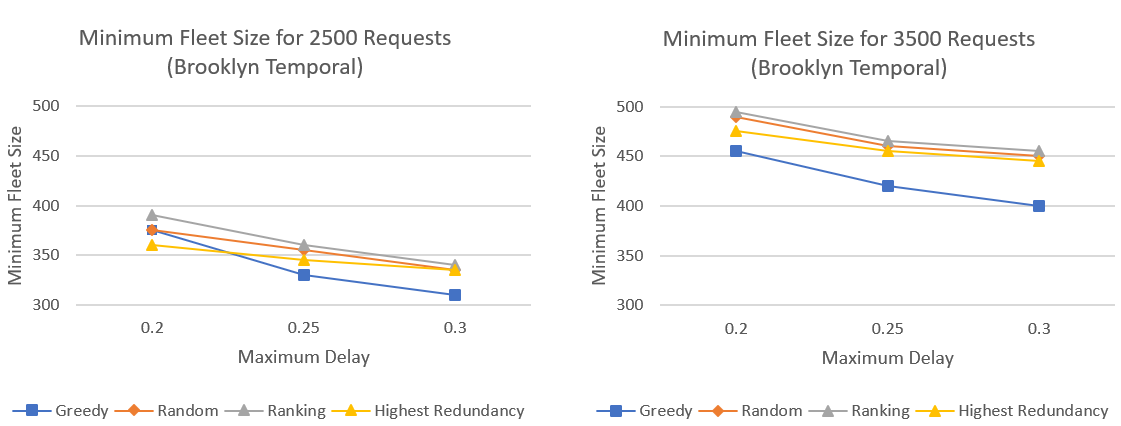 Minimum Fleet Size for 2500 Requests
(Brooklyn Temporal)
Minimum Fleet Size
500
450
400
350
300
0.2
0.25
0.3
Maximum Delay
Greedy
Random
Ranking
Highest Redundancy
Minimum Fleet Size for 3500 Requests
(Brooklyn Temporal)
Minimum Fleet Size
500
450
400
350
300
0.2
0.25
0.3
Maximum Delay
Greedy
Random
Ranking
Highest Redundancy